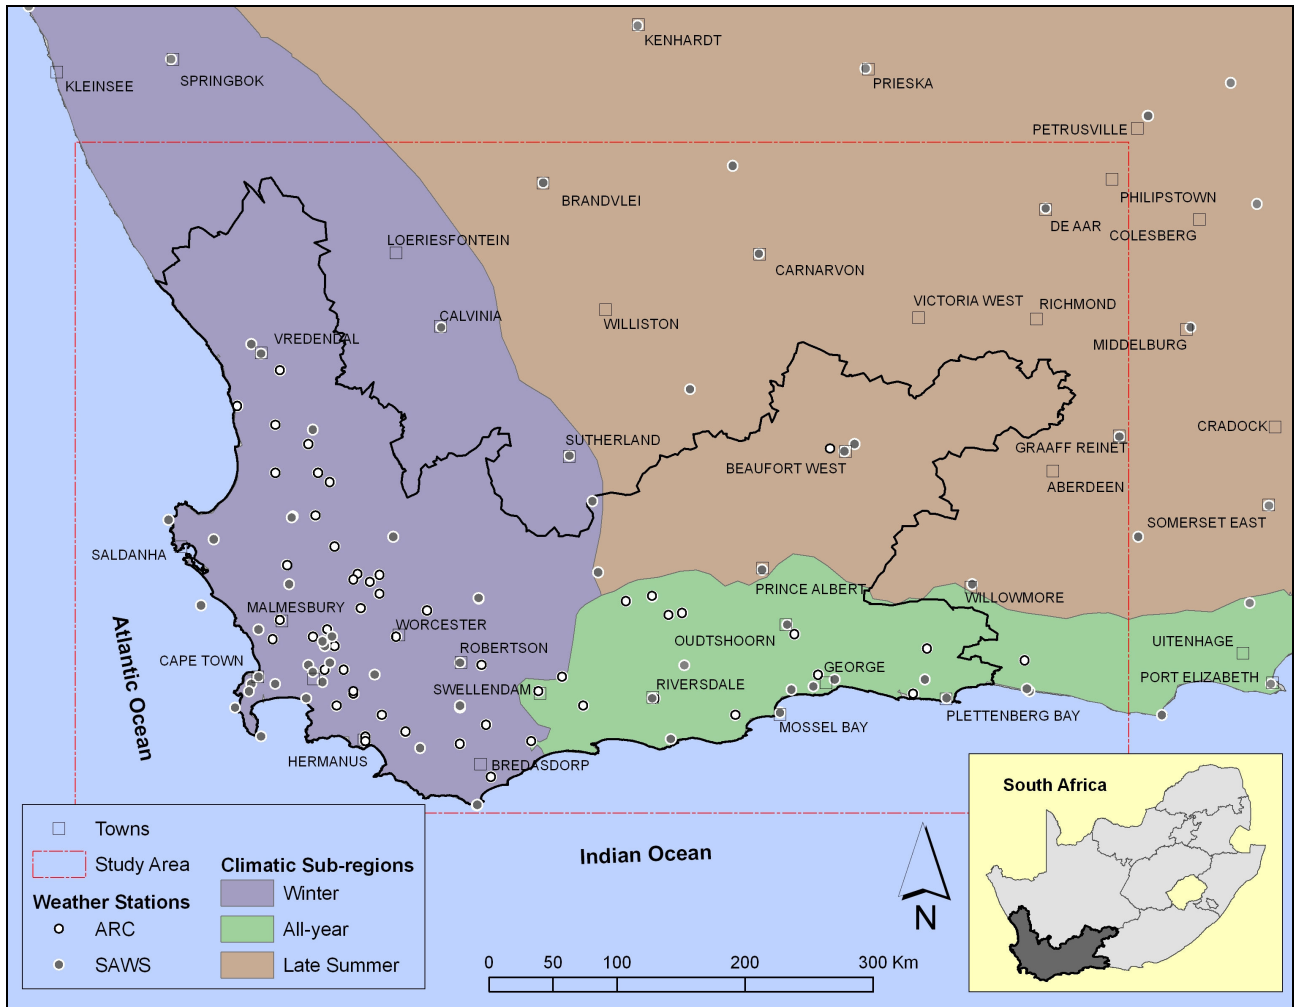 KENHARDT
SPRINGBOK
KLEINSEE
PRIESKA
PETRUSVILLE
BRANDVLEI
PHILIPSTOWN
DE AAR
COLESBERG
LOERIESFONTEIN
CARNARVON
VICTORIA WEST
RICHMOND
CALVINIA
WILLISTON
VREDENDAL
MIDDELBURG
CRADOCK
SUTHERLAND
GRAAFF REINET
BEAUFORT WEST
ABERDEEN
SOMERSET EAST
SALDANHA
PRINCE ALBERT
WILLOWMORE
MALMESBURY
WORCESTER
OUDTSHOORN
UITENHAGE
ROBERTSON
CAPE TOWN
GEORGE
PORT ELIZABETH
SWELLENDAM
RIVERSDALE
PLETTENBERG BAY
MOSSEL BAY
HERMANUS
BREDASDORP
Atlantic Ocean
Indian Ocean
Towns
Study Area
Weather Stations
ARC
SAWS
Climatic Sub-regions
Winter
All-year
Late Summer
N
0 50 100 200 300 Km
South Africa